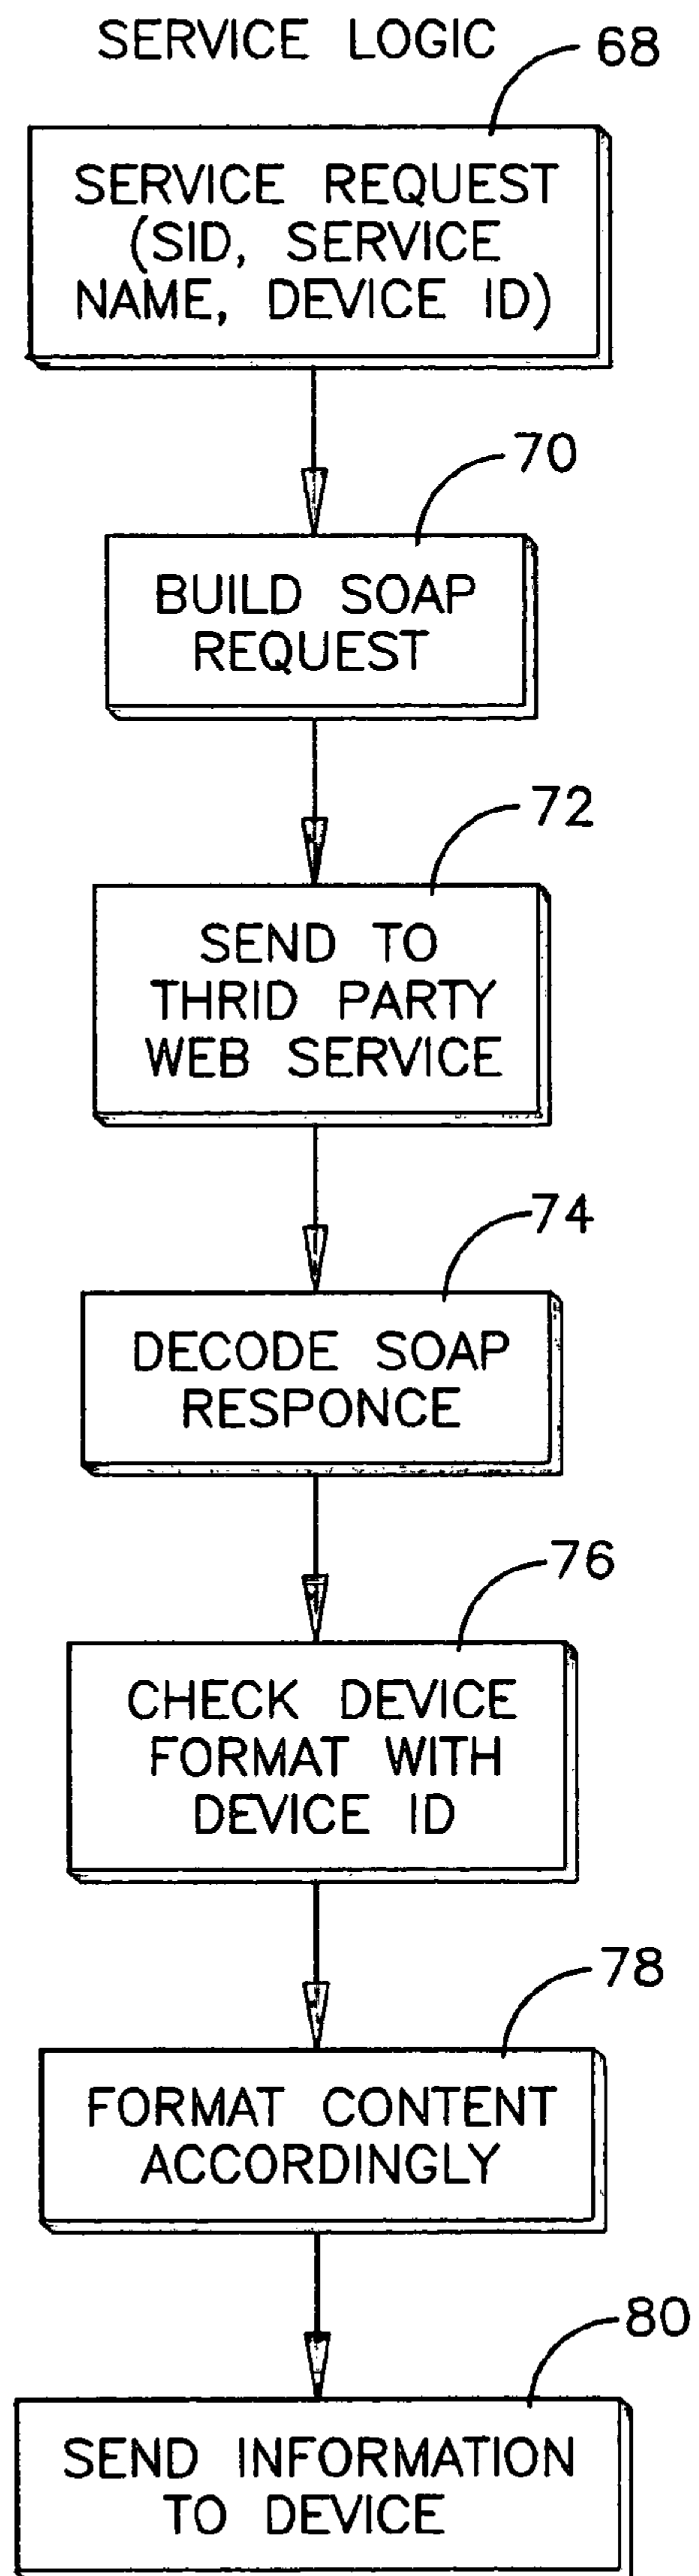 SERVICE LOGIC
68
SERVICE REQUEST
(SID, SERVICE
NAME, DEVICE ID)
70
BUILD SOAP
REQUEST
72
SEND TO
THRID PARTY
WEB SERVICE
74
DECODE SOAP
RESPONCE
76
CHECK DEVICE
FORMAT WITH
DEVICE ID
78
FORMAT CONTENT
ACCORDINGLY
80
SEND INFORMATION
TO DEVICE